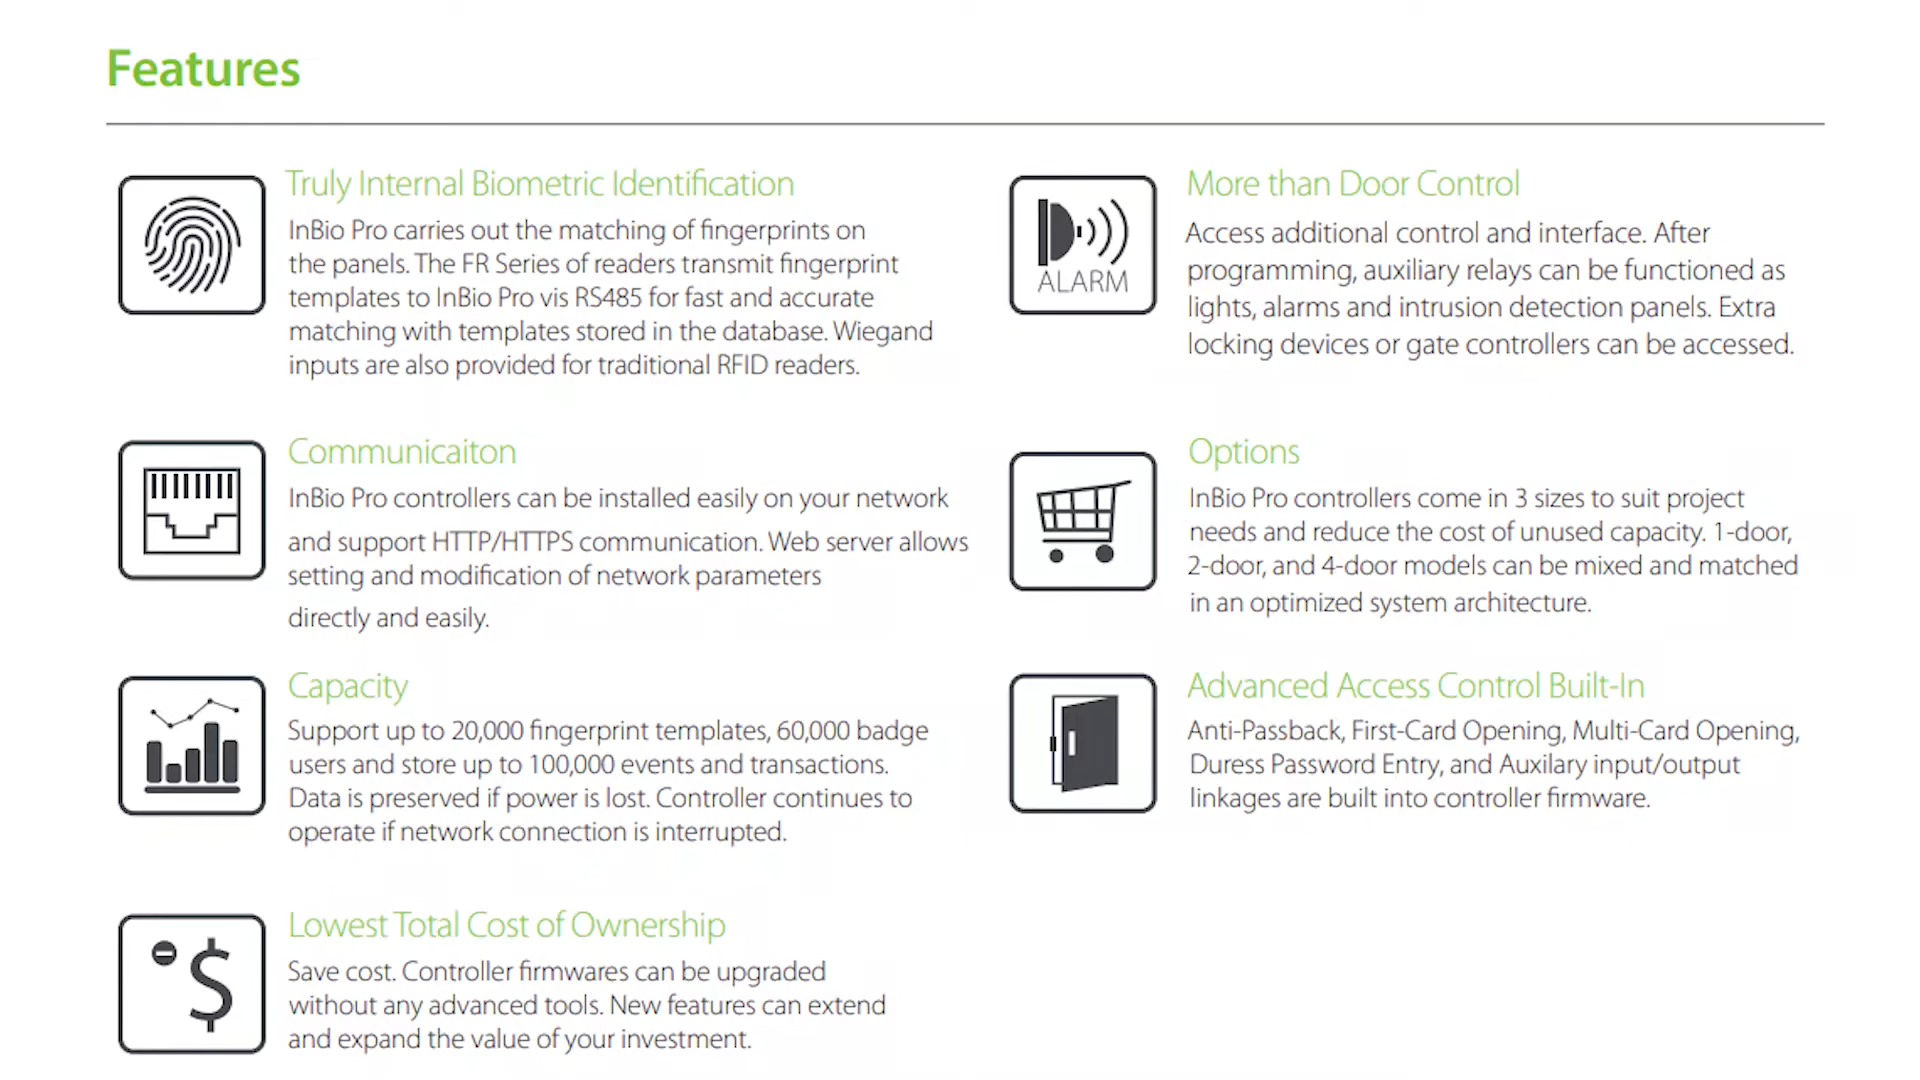 Features
Truly Internal Biometric Identification
InBio Pro carries out the matching of fingerprints on
the panels. The FR Series of readers transmit fingerprint
templates to InBio Pro vis RS485 for fast and accurate
matching with templates stored in the database. Wiegand
inputs are also provided for traditional RFID readers.
ALARM
More than Door Control
Access additional control and interface. After
programming, auxiliary relays can be functioned as
lights, alarms and intrusion detection panels. Extra
locking devices or gate controllers can be accessed.
Communicaiton
InBio Pro controllers can be installed easily on your network
and support HTTP/HTTPS communication. Web server allows
setting and modification of network parameters
directly and easily.
Options
InBio Pro controllers come in 3 sizes to suit project
needs and reduce the cost of unused capacity. 1-door,
2-door, and 4-door models can be mixed and matched
in an optimized system architecture.
Capacity
Support up to 20,000 fingerprint templates, 60,000 badge
users and store up to 100,000 events and transactions.
Data is preserved if power is lost. Controller continues to
operate if network connection is interrupted.
Advanced Access Control Built-In
Anti-Passback, First-Card Opening, Multi-Card Opening,
Duress Password Entry, and Auxilary input/output
linkages are built into controller firmware.
$
Lowest Total Cost of Ownership
Save cost. Controller firmwares can be upgraded
without any advanced tools. New features can extend
and expand the value of your investment.